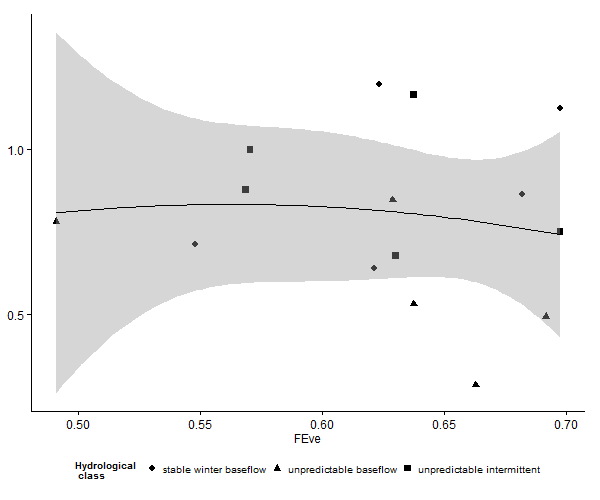 1.0
0.5
0.50 0.55 0.60 0.65 0.70
FEve
Hydrological
class
stable winter baseflow unpredictable baseflow unpredictable intermittent